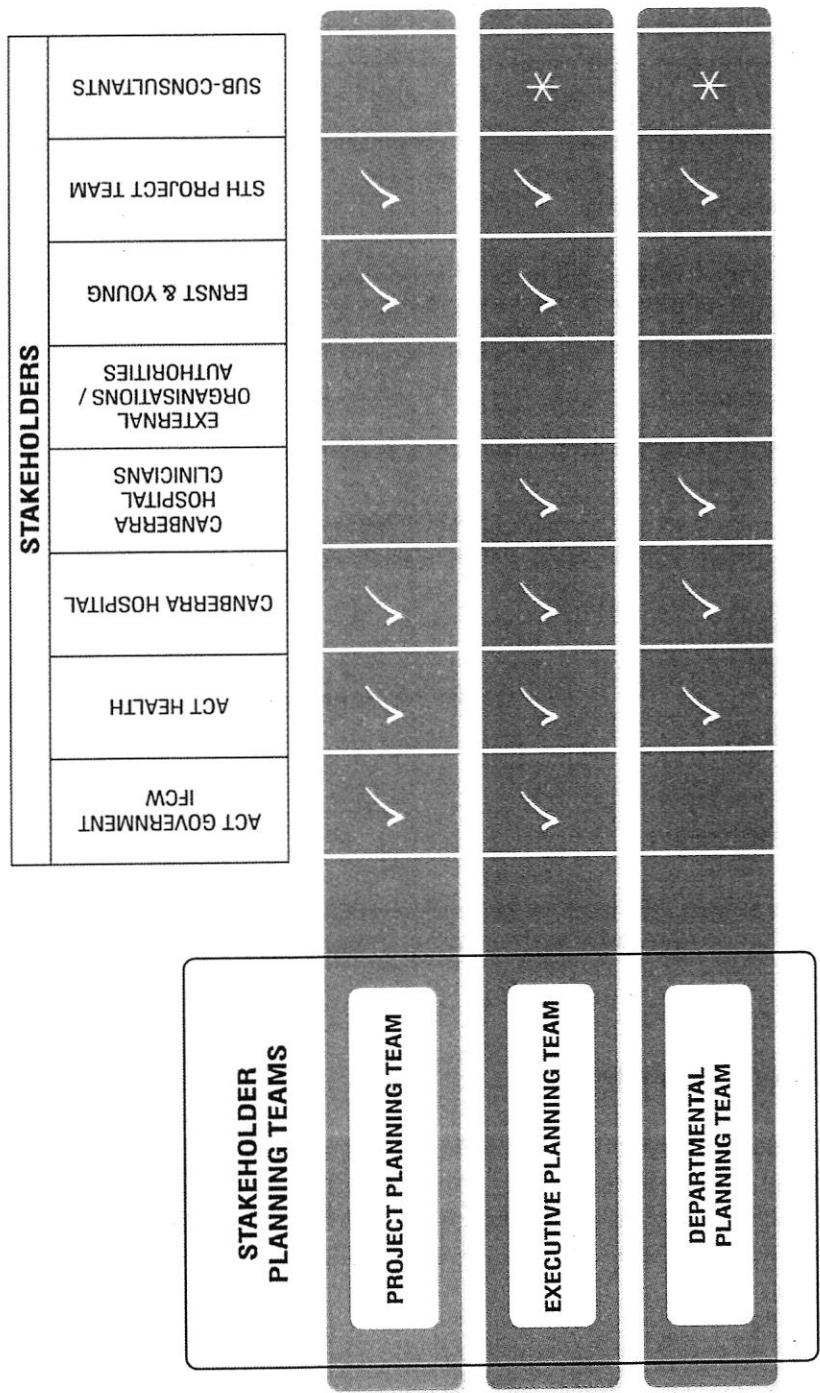 STAKEHOLDERS
ACT GOVERNMENT
IFCW
ACT HEALTH
CANBERRA HOSPITAL
CANBERRA
HOSPITAL
CLINICIANS
EXTERNAL
ORGANISATIONS /
AUTHORITIES
ERNST & YOUNG
STH PROJECT TEAM
SUB-CONSULTANTS
STAKEHOLDER
PLANNING TEAMS
PROJECT PLANNING TEAM
✓ ✓ ✓ ✓ ✓
EXECUTIVE PLANNING TEAM
✓ ✓ ✓ ✓ ✓ ✓ *
DEPARTMENTAL
PLANNING TEAM
✓ ✓ ✓ ✓ *